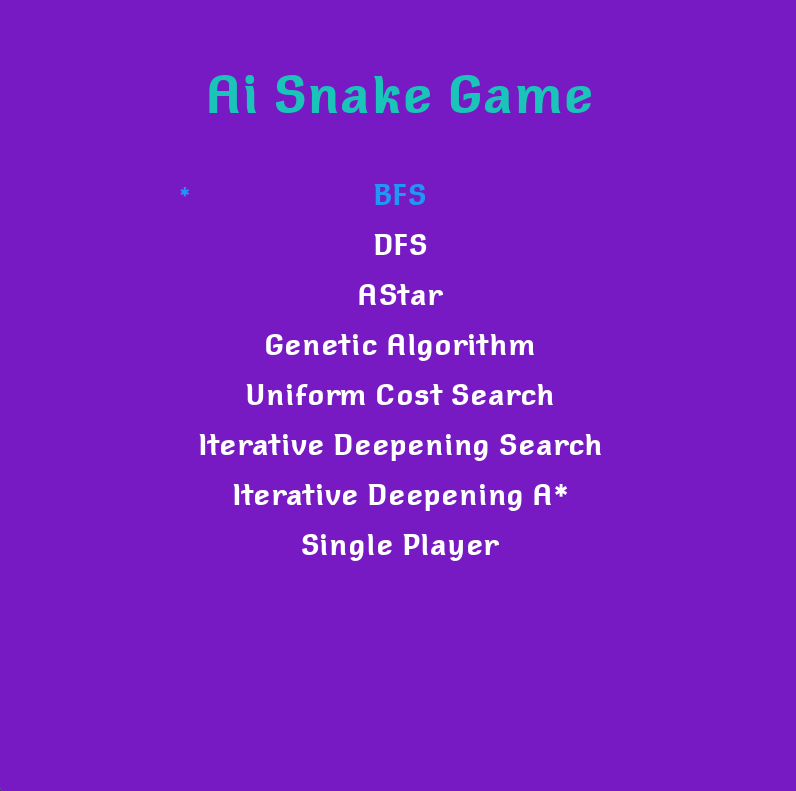 Ai Snake Game
* BFS
DFS
AStar
Genetic Algorithm
Uniform Cost Search
Iterative Deepening Search
Iterative Deepening A*
Single Player